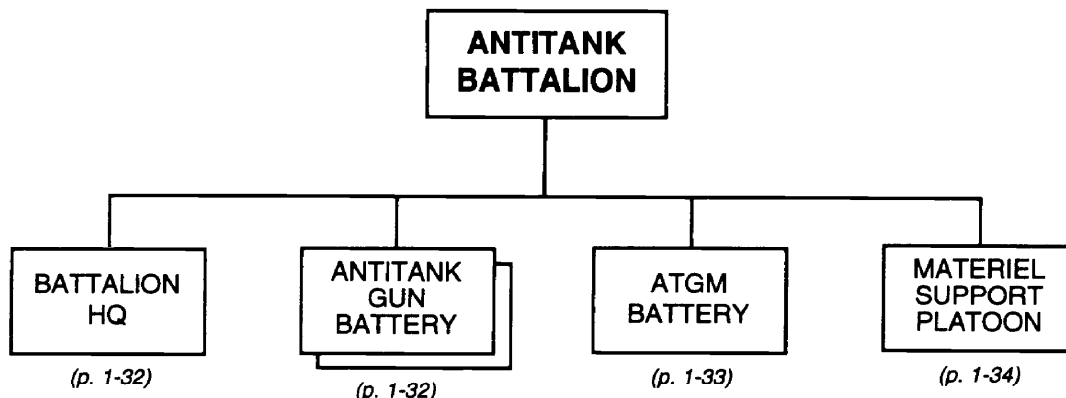 ANTITANK
BATTALION
BATTALION
HQ
(p. 1-32)
ANTITANK
GUN
BATTERY
(p. 1-32)
ATGM
BATTERY
(p. 1-33)
MATERIEL
SUPPORT
PLATOON
(p. 1-34)